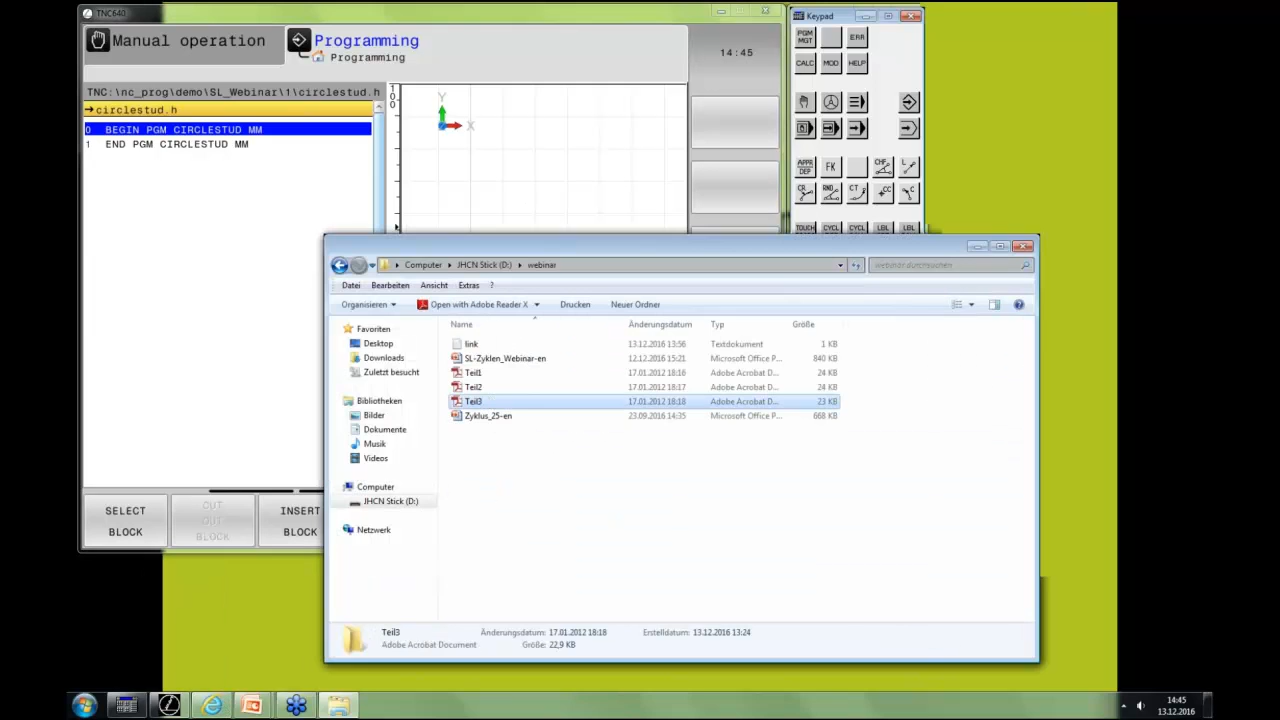 TNC640
Manual operation
Programming
Programming
14:45
TNC:\nc_prog\demo\SL_Webinar\1\circlestud.h
→circlestud.h
0 BEGIN PGM CIRCLESTUD MM
1 END PGM CIRCLESTUD MM
100
Y
X
SELECT BLOCK
CUT OUT BLOCK
INSERT BLOCK
Keypad
PGM MGT
ERR
CALC
MOD
HELP
APPR DEP
FK
CHF
L
CR
RND
CT
CC
C
TOUCH
CYCL
CYCL
LBL
LBL
Computer
JHCN Stick (D:)
webinar
webinar durchsuchen
Datei Bearbeiten Ansicht Extras ?
Organisieren Open with Adobe Reader X Drucken Neuer Ordner
Name Änderungsdatum Typ Größe
link 13.12.2016 13:56 Textdokument 1 KB
SL-Zyklen_Webinar-en 12.12.2016 15:21 Microsoft Office P... 840 KB
Teil1 17.01.2012 18:16 Adobe Acrobat D... 24 KB
Teil2 17.01.2012 18:17 Adobe Acrobat D... 24 KB
Teil3 17.01.2012 18:18 Adobe Acrobat D... 23 KB
Zyklus_25-en 23.09.2016 14:35 Microsoft Office P... 668 KB
Favoriten
Desktop
Downloads
Zuletzt besucht
Bibliotheken
Bilder
Dokumente
Musik
Videos
Computer
JHCN Stick (D:)
Netzwerk
Teil3 Änderungsdatum: 17.01.2012 18:18 Erstelldatum: 13.12.2016 13:24
Adobe Acrobat Document Größe: 22,9 KB
14:45
13.12.2016